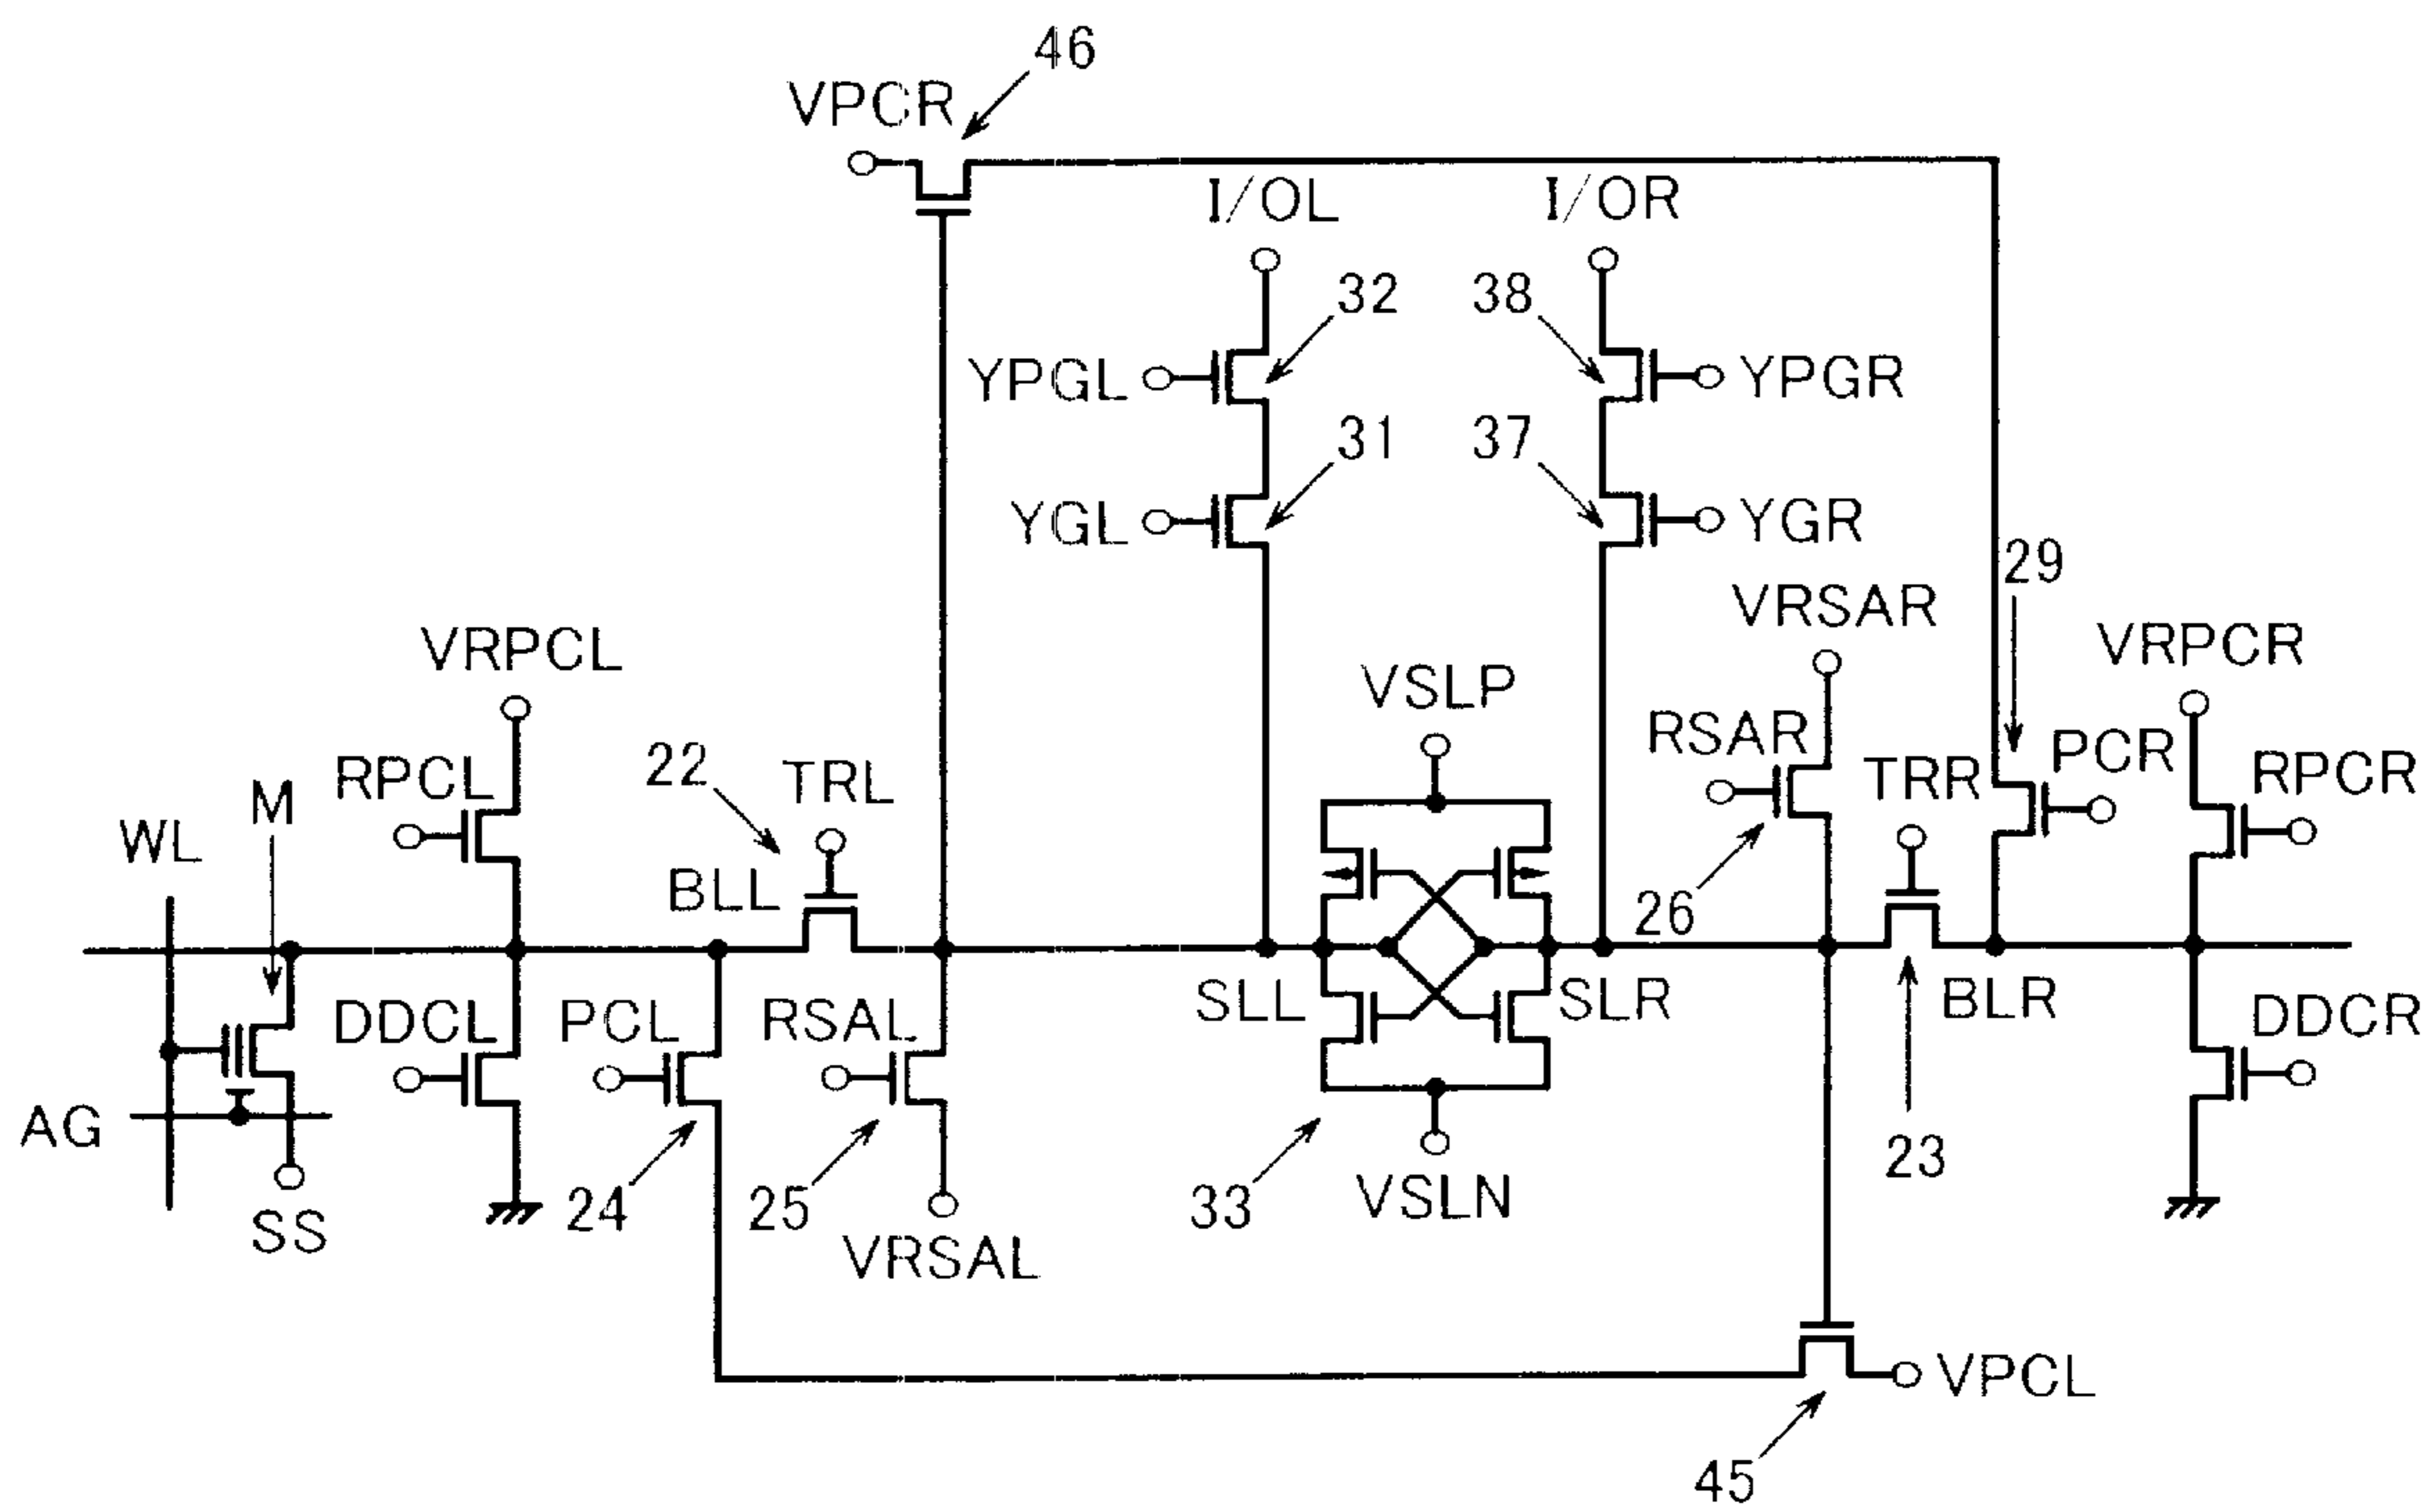 46
VPCR
I/OL
I/OR
32
38
YPGL
YPGR
31
37
YGL
YGR
29
VRSAR
VRPCL
VRPCR
VSLP
RSAR
PCR
22
TRL
RPCL
TRR
RPCR
M
WL
BLL
26
SLL
SLR
BLR
DDCL
PCL
RSAL
DDCR
AG
23
24
25
33
VSLN
SS
VRSAL
VPCL
45